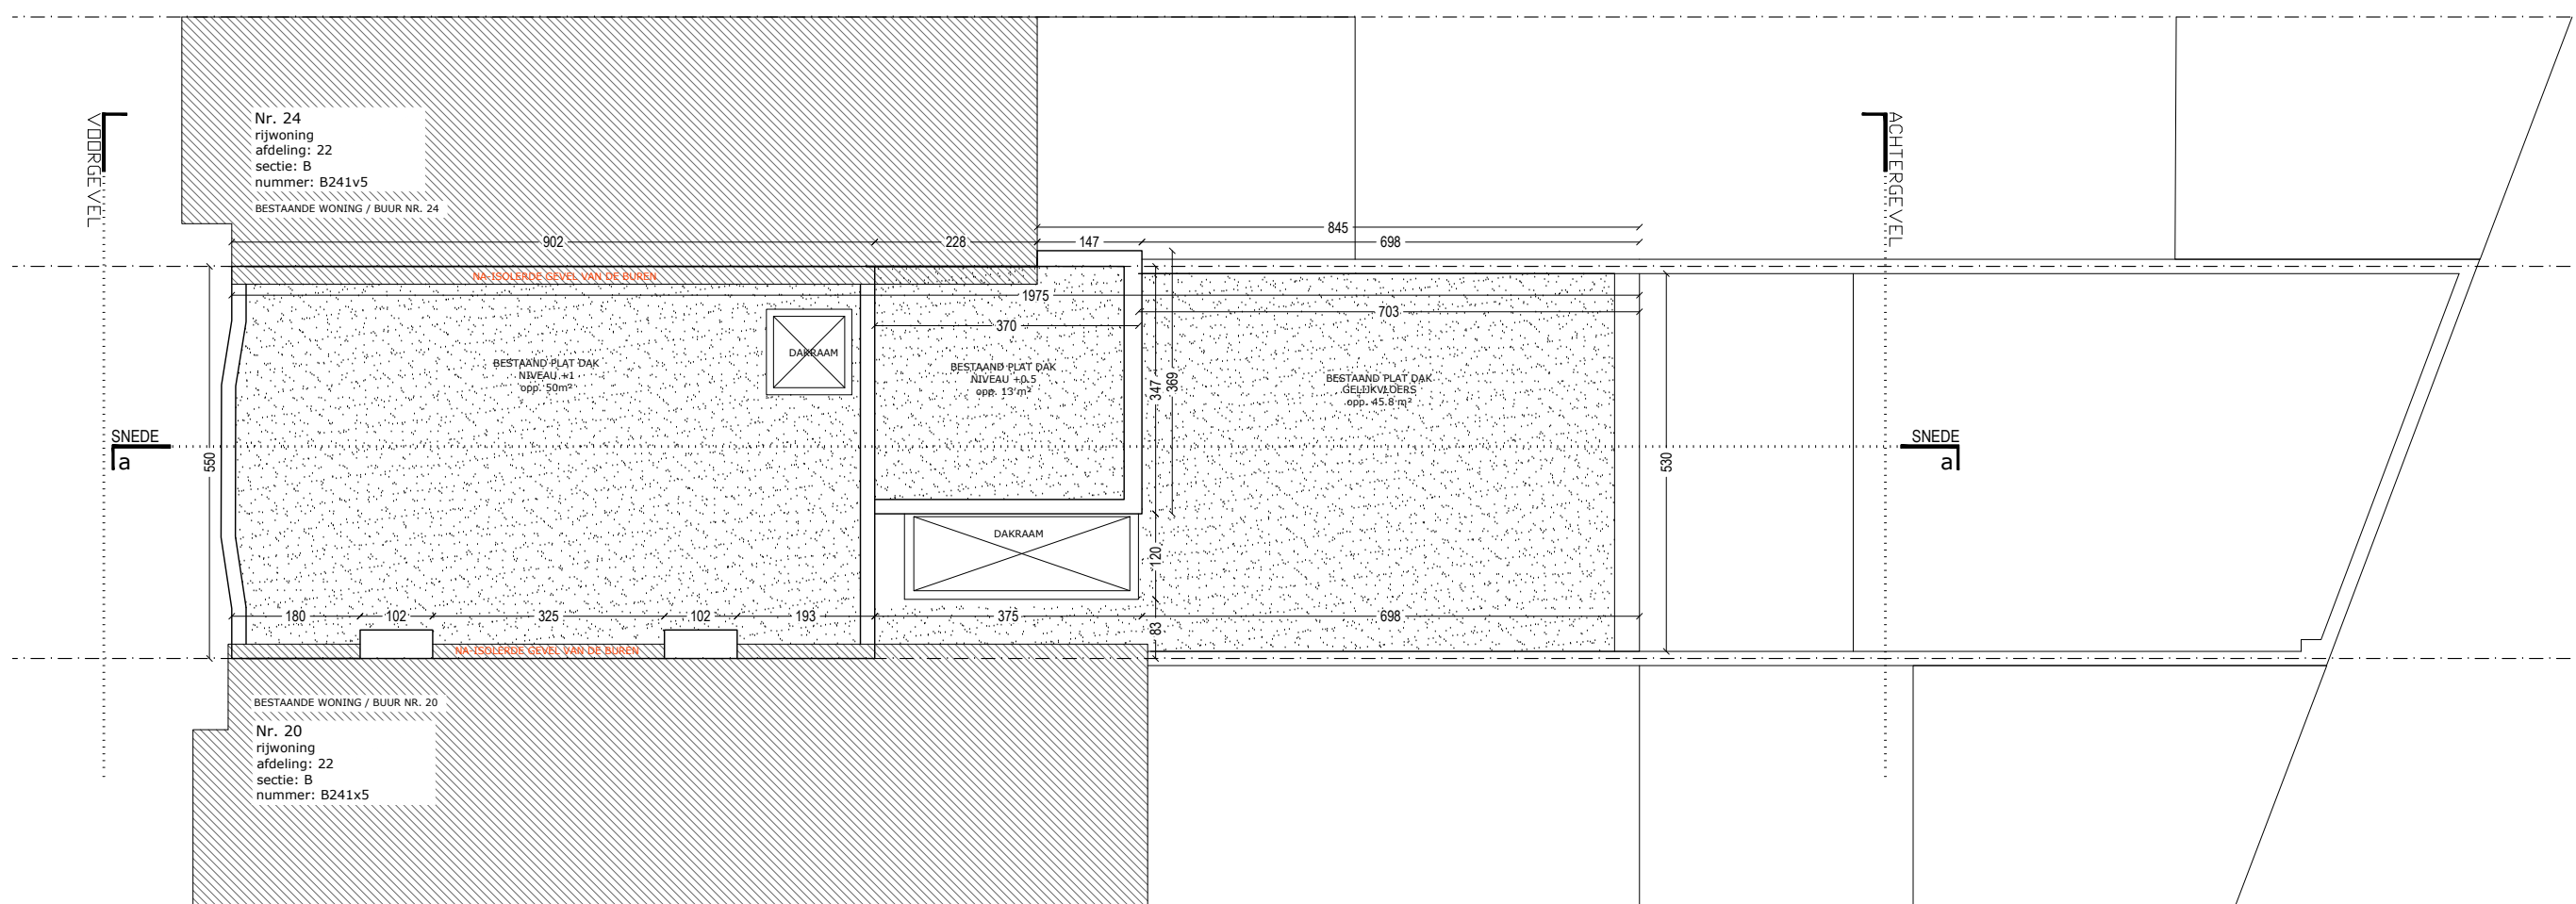 VOORGEVEL
Nr. 24
rijwoning
afdeling: 22
sectie: B
nummer: B241v5
BESTAANDE WONING / BUUR NR. 24
ACHTERGEVEL
845
902
228
147
698
NA-ISOLERDE GEVEL VAN DE BUREN
1975
703
370
DAKRAAM
BESTAAND PLAT DAK
NIVEAU +1
opp. 50m²
BESTAAND PLAT DAK
NIVEAU +0.5
opp. 13 m²
347
369
BESTAAND PLAT DAK
GELIJKVLOERS
opp. 45.8 m²
SNEDE
a
550
530
SNEDE
a
DAKRAAM
120
180
102
325
102
193
375
698
83
NA-ISOLERDE GEVEL VAN DE BUREN
BESTAANDE WONING / BUUR NR. 20
Nr. 20
rijwoning
afdeling: 22
sectie: B
nummer: B241x5